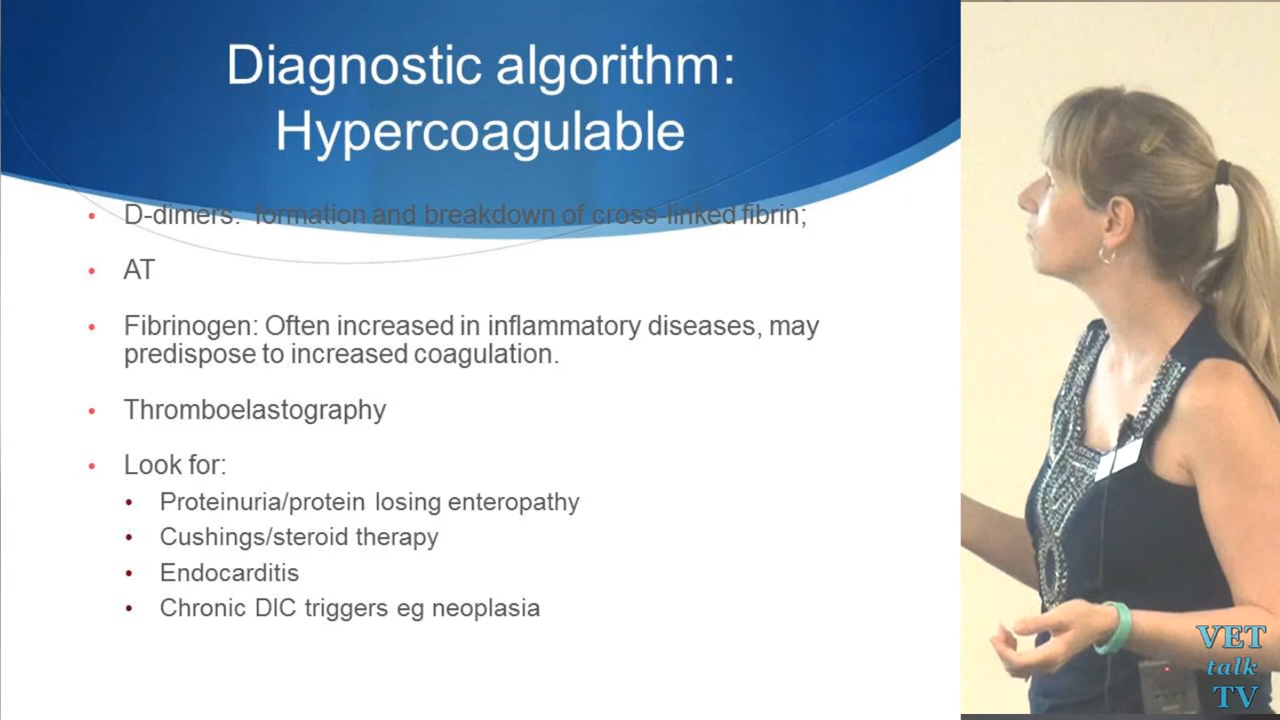 Diagnostic algorithm:
Hypercoagulable
• D-dimers: formation and breakdown of cross-linked fibrin;
• AT
• Fibrinogen: Often increased in inflammatory diseases, may
predispose to increased coagulation.
• Thromboelastography
• Look for:
• Proteinuria/protein losing enteropathy
• Cushings/steroid therapy
• Endocarditis
• Chronic DIC triggers eg neoplasia
VET
talk
TV